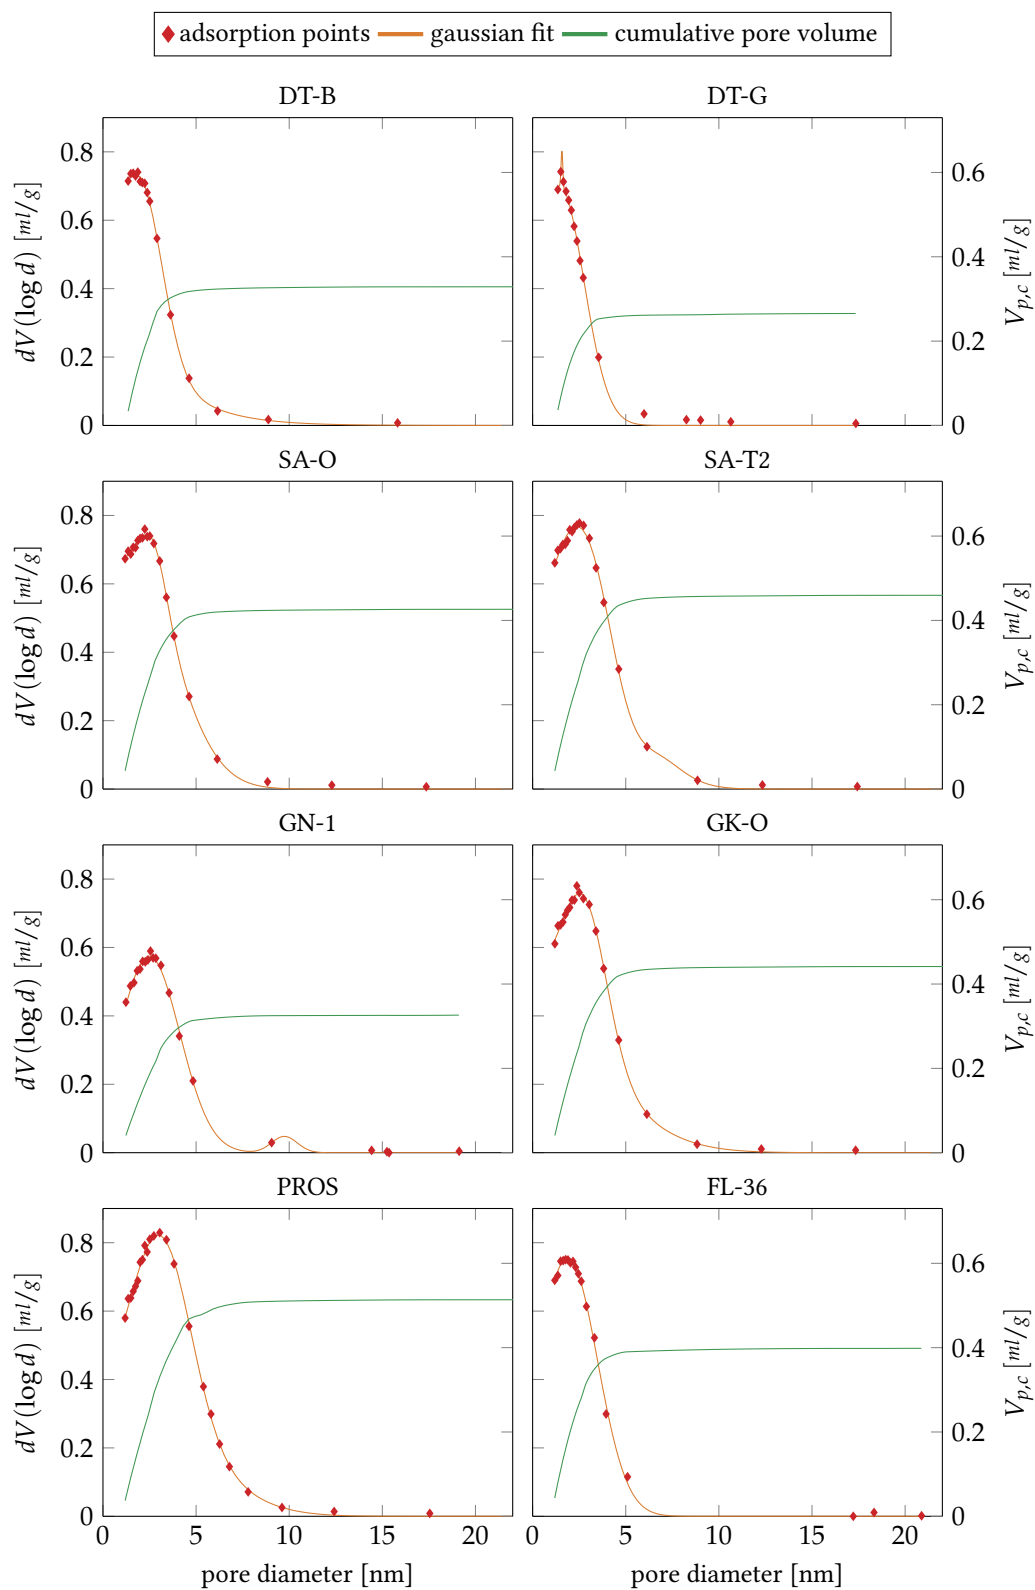 adsorption points gaussian fit cumulative pore volume
DT-B DT-G
0.8
0.6
0.4
0.2
0
dV(log d) [ml/g]
0.6
0.4
0.2
0
V_{p,c} [ml/g]
SA-O SA-T2
0.8
0.6
0.4
0.2
0
dV(log d) [ml/g]
0.6
0.4
0.2
0
V_{p,c} [ml/g]
GN-1 GK-O
0.8
0.6
0.4
0.2
0
dV(log d) [ml/g]
0.6
0.4
0.2
0
V_{p,c} [ml/g]
PROS FL-36
0.8
0.6
0.4
0.2
0
dV(log d) [ml/g]
0.6
0.4
0.2
0
V_{p,c} [ml/g]
0 5 10 15 20 0 5 10 15 20
pore diameter [nm] pore diameter [nm]